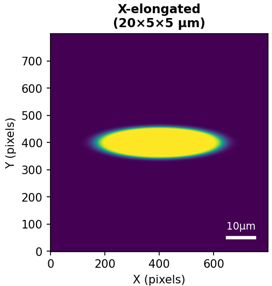 X-elongated
(20×5×5 μm)
Y (pixels)
700
600
500
400
300
200
100
0
10μm
0 200 400 600
X (pixels)